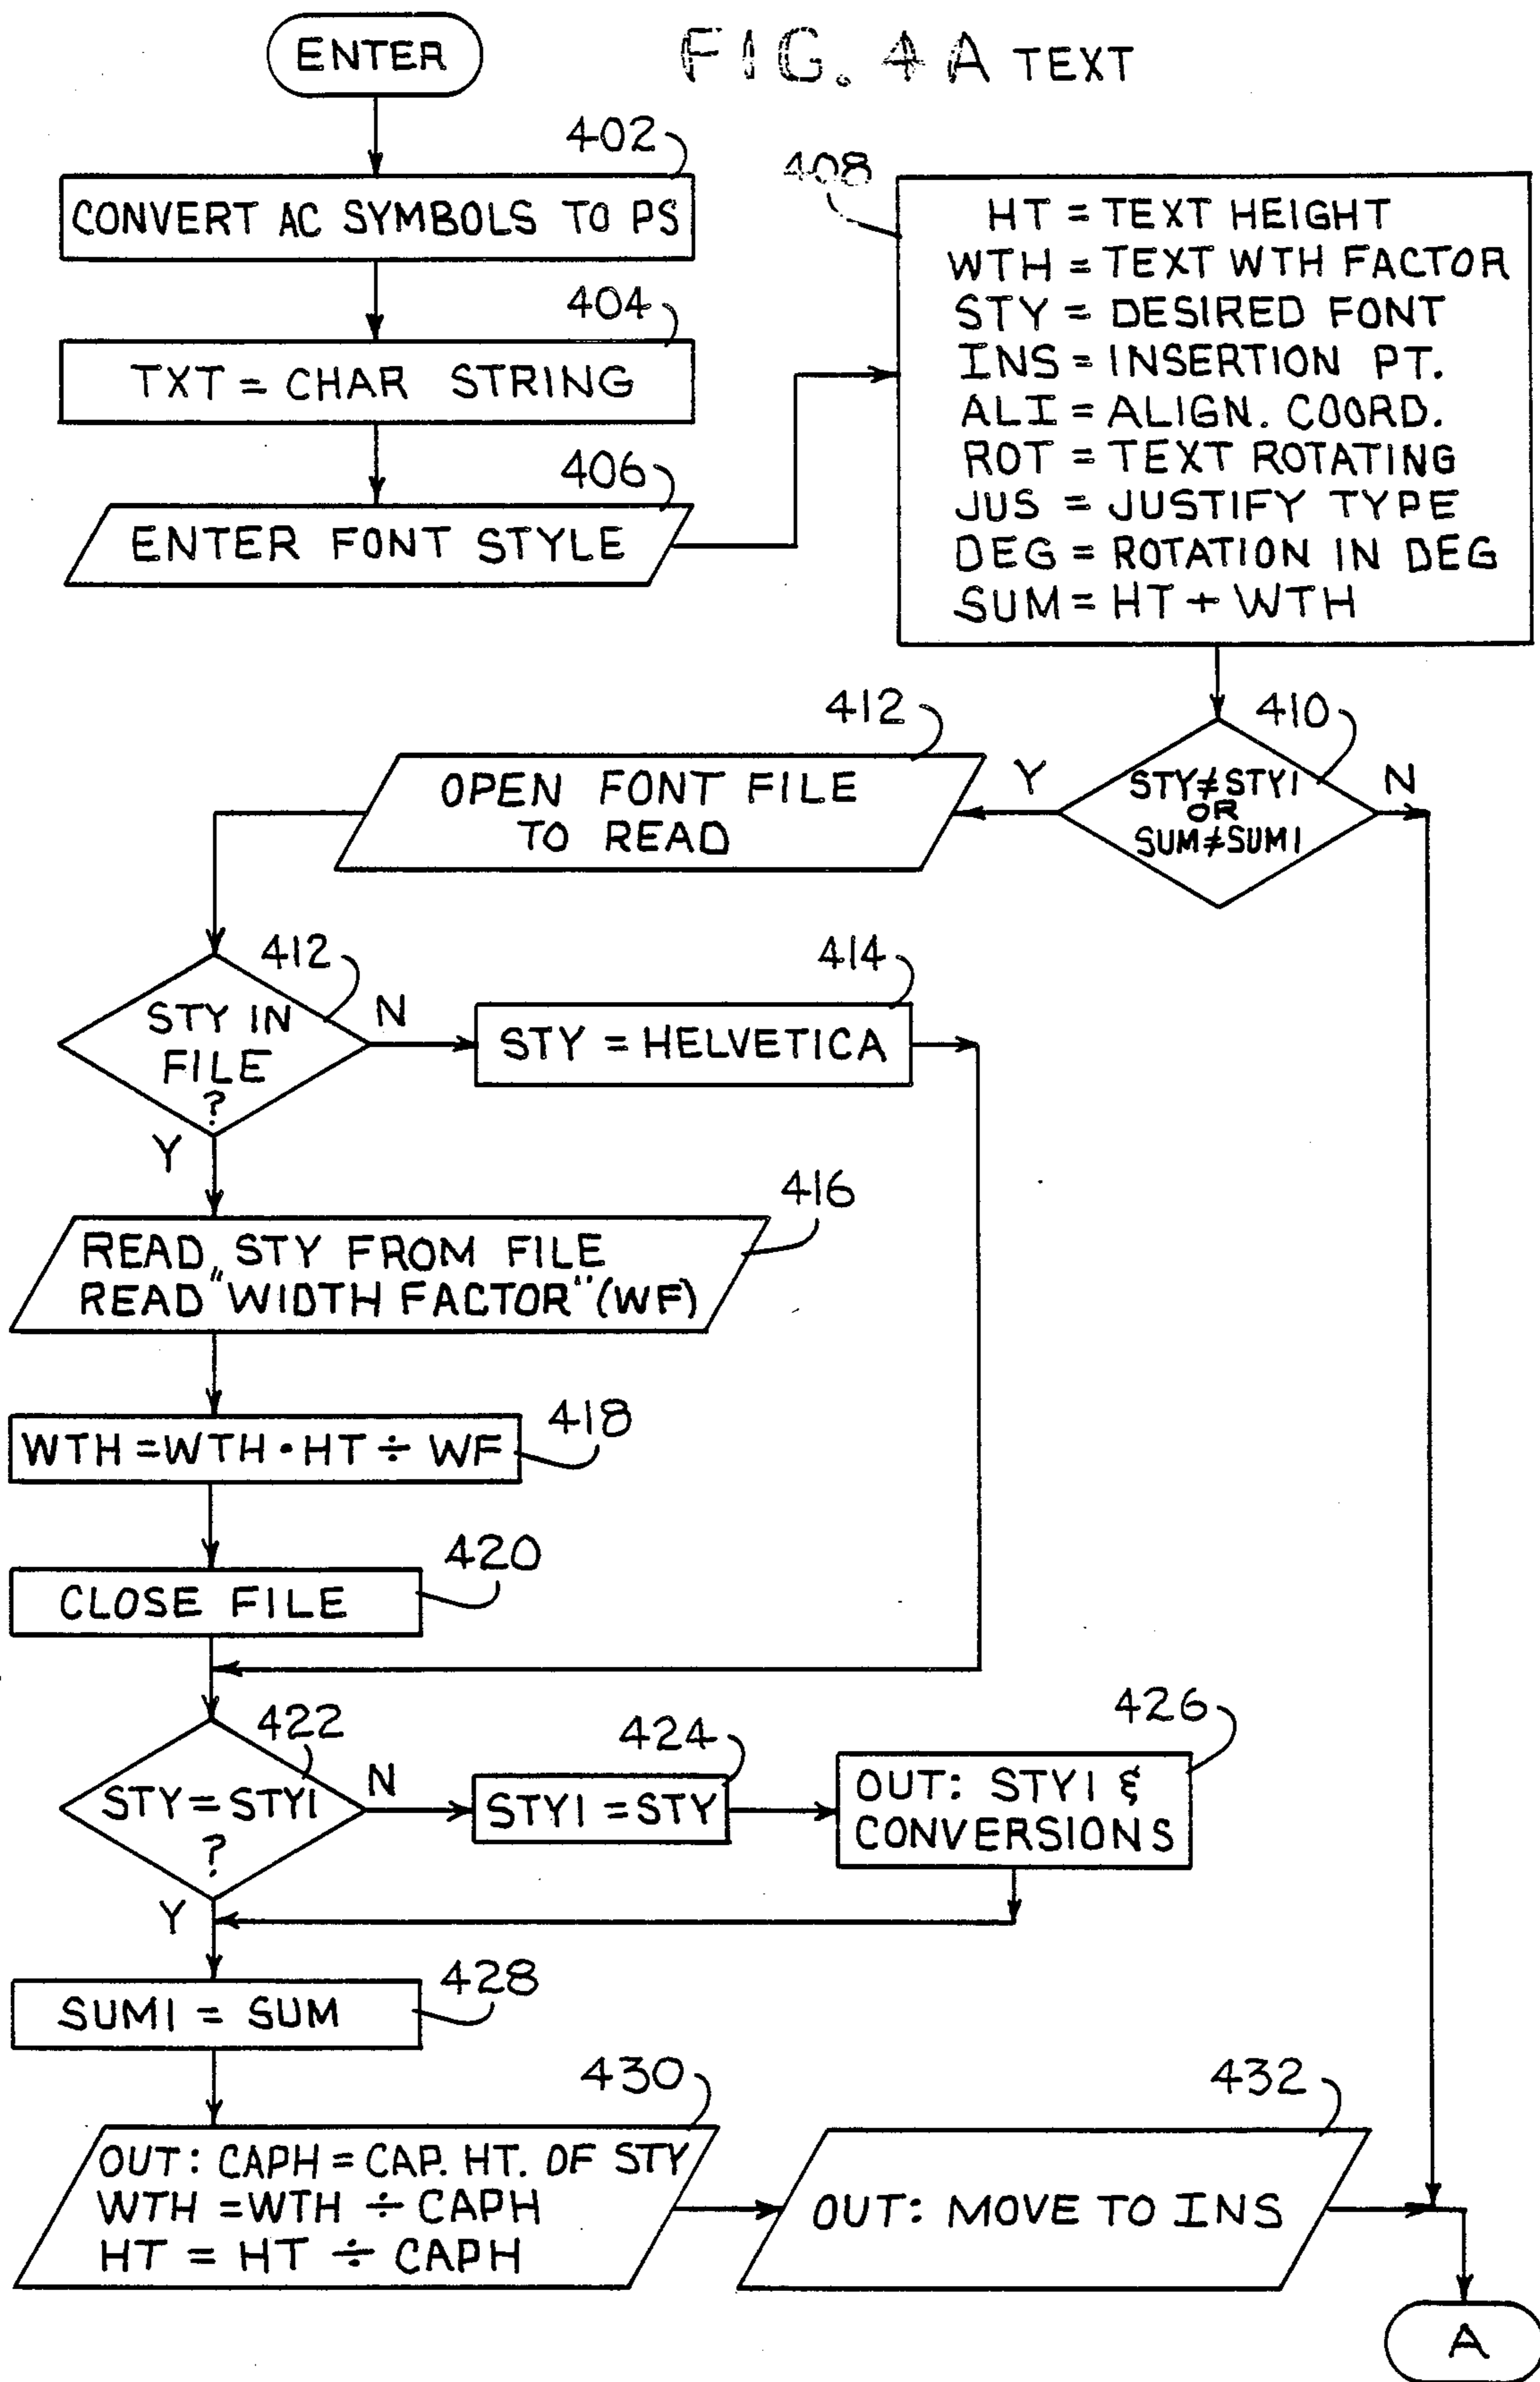 ENTER
FIG. 4A TEXT
402
CONVERT AC SYMBOLS TO PS
404
TXT = CHAR STRING
406
ENTER FONT STYLE
408
HT = TEXT HEIGHT
WTH = TEXT WTH FACTOR
STY = DESIRED FONT
INS = INSERTION PT.
ALI = ALIGN. COORD.
ROT = TEXT ROTATING
JUS = JUSTIFY TYPE
DEG = ROTATION IN DEG
SUM = HT + WTH
410
STY≠STY1
OR
SUM≠SUM1
Y
N
412
OPEN FONT FILE
TO READ
412
STY IN
FILE
?
N
Y
414
STY = HELVETICA
416
READ STY FROM FILE
READ "WIDTH FACTOR" (WF)
418
WTH = WTH • HT ÷ WF
420
CLOSE FILE
422
STY = STY1
?
N
Y
424
STY1 = STY
426
OUT: STY1 &
CONVERSIONS
428
SUM1 = SUM
430
OUT: CAPH = CAP. HT. OF STY
WTH = WTH ÷ CAPH
HT = HT ÷ CAPH
432
OUT: MOVE TO INS
A